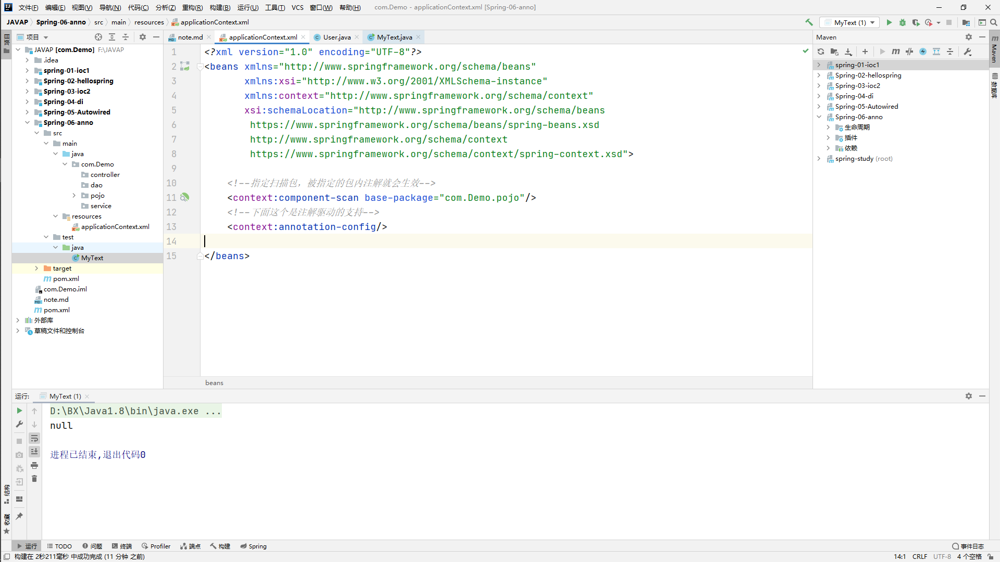 文件(F) 编辑(E) 视图(V) 导航(N) 代码(C) 分析(Z) 重构(R) 构建(B) 运行(U) 工具(T) VCS 窗口(W) 帮助(H) com.Demo - applicationContext.xml [Spring-06-anno]
JAVAP Spring-06-anno src main resources applicationContext.xml MyText (1)
项目
项目
note.md applicationContext.xml User.java MyText.java
JAVAP [com.Demo] F:\JAVAP
.idea
spring-01-ioc1
Spring-02-hellospring
Spring-03-ioc2
Spring-04-di
Spring-05-Autowired
Spring-06-anno
src
main
java
com.Demo
controller
dao
pojo
service
resources
applicationContext.xml
test
java
MyText
target
pom.xml
com.Demo.iml
note.md
pom.xml
外部库
草稿文件和控制台
1 <?xml version="1.0" encoding="UTF-8"?>
2 <beans xmlns="http://www.springframework.org/schema/beans"
3 xmlns:xsi="http://www.w3.org/2001/XMLSchema-instance"
4 xmlns:context="http://www.springframework.org/schema/context"
5 xsi:schemaLocation="http://www.springframework.org/schema/beans
6 https://www.springframework.org/schema/beans/spring-beans.xsd
7 http://www.springframework.org/schema/context
8 https://www.springframework.org/schema/context/spring-context.xsd">
9
10 <!--指定扫描包，被指定的包内注解就会生效-->
11 <context:component-scan base-package="com.Demo.pojo"/>
12 <!--下面这个是注解驱动的支持-->
13 <context:annotation-config/>
14
15 </beans>
beans
Maven
spring-01-ioc1
Spring-02-hellospring
Spring-03-ioc2
Spring-04-di
Spring-05-Autowired
Spring-06-anno
生命周期
插件
依赖
spring-study (root)
Maven
数据库
运行: MyText (1)
D:\BX\Java1.8\bin\java.exe ...
null
进程已结束,退出代码0
结构
收藏
运行 TODO 问题 终端 Profiler 端点 构建 Spring 事件日志
构建在 2秒211毫秒 中成功完成 (11 分钟 之前) 14:1 CRLF UTF-8 4 个空格